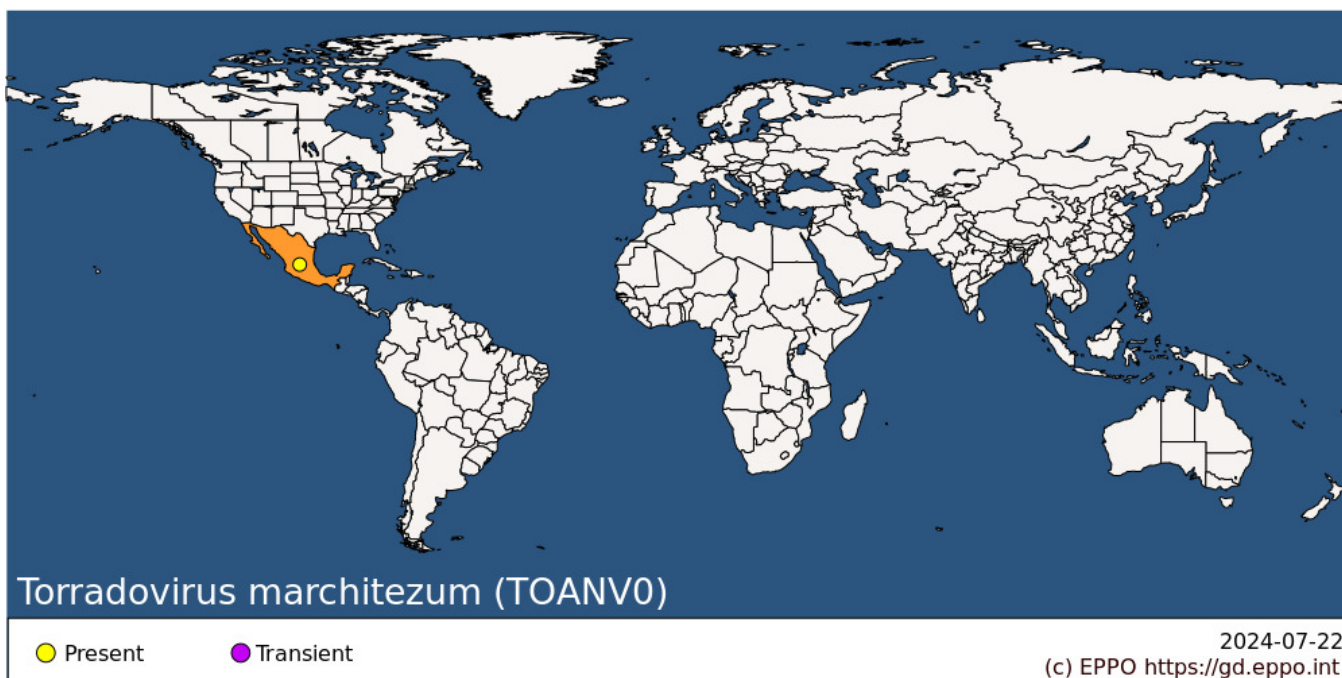 Torradovirus marchitezum (TOANV0)
Present
Transient
2024-07-22
(c) EPPO https://gd.eppo.int